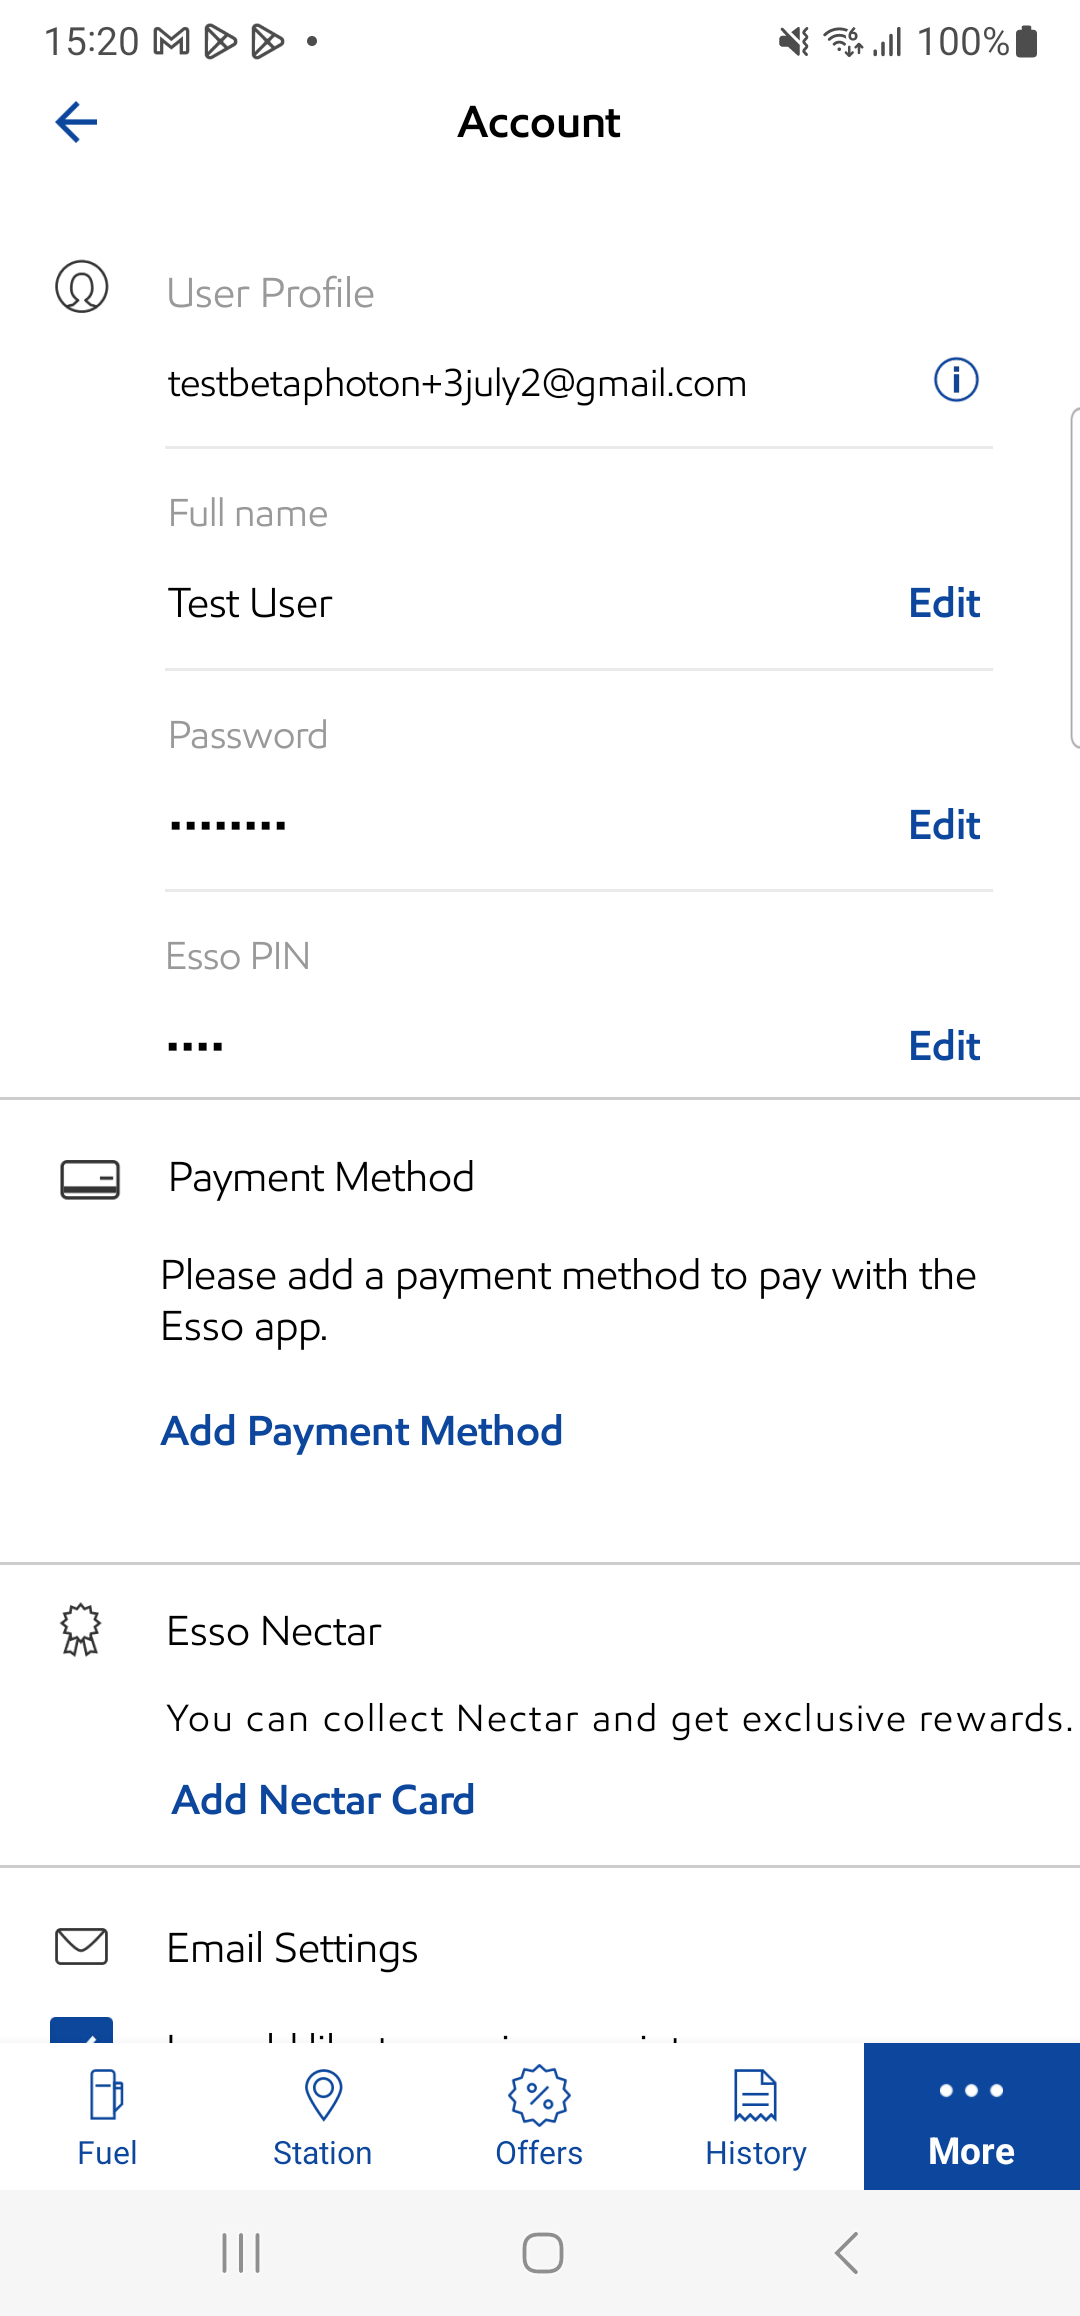 15:20
100%
Account
User Profile
testbetaphoton+3july2@gmail.com
Full name
Test User
Edit
Password
••••••••
Edit
Esso PIN
••••
Edit
Payment Method
Please add a payment method to pay with the
Esso app.
Add Payment Method
Esso Nectar
You can collect Nectar and get exclusive rewards.
Add Nectar Card
Email Settings
Fuel
Station
Offers
History
More